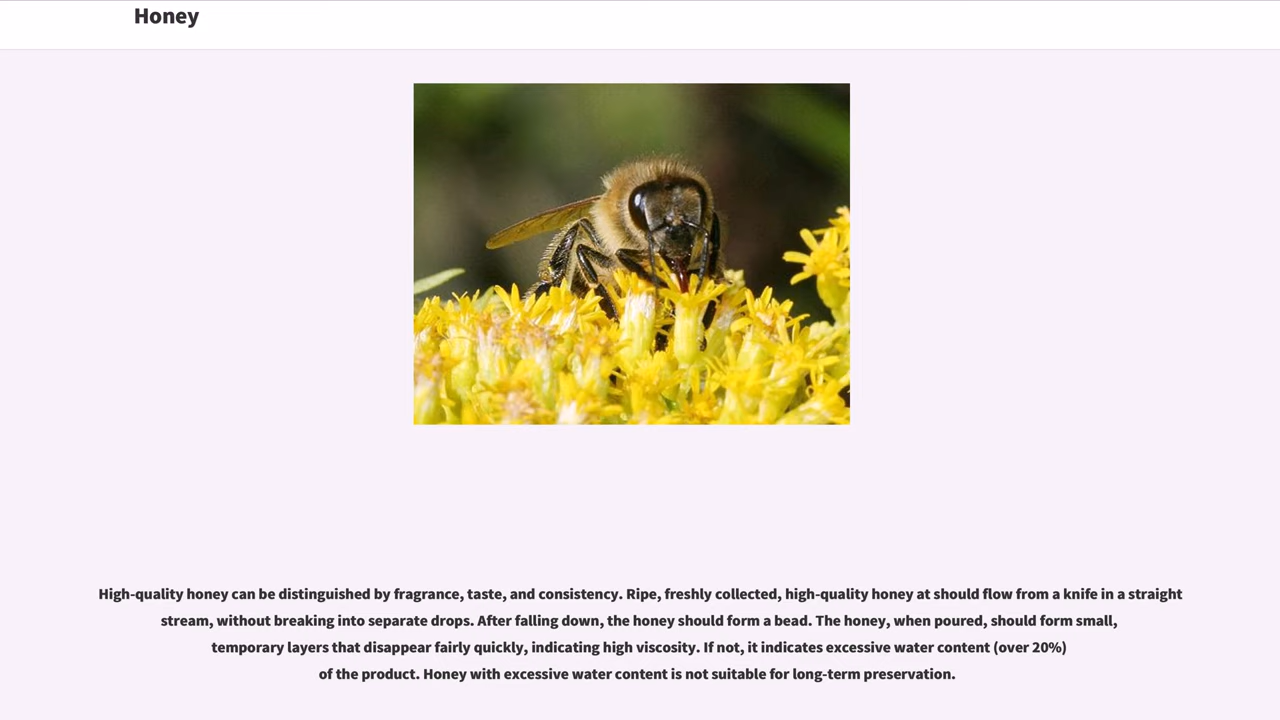 Honey
High-quality honey can be distinguished by fragrance, taste, and consistency. Ripe, freshly collected, high-quality honey at should flow from a knife in a straight
stream, without breaking into separate drops. After falling down, the honey should form a bead. The honey, when poured, should form small,
temporary layers that disappear fairly quickly, indicating high viscosity. If not, it indicates excessive water content (over 20%)
of the product. Honey with excessive water content is not suitable for long-term preservation.